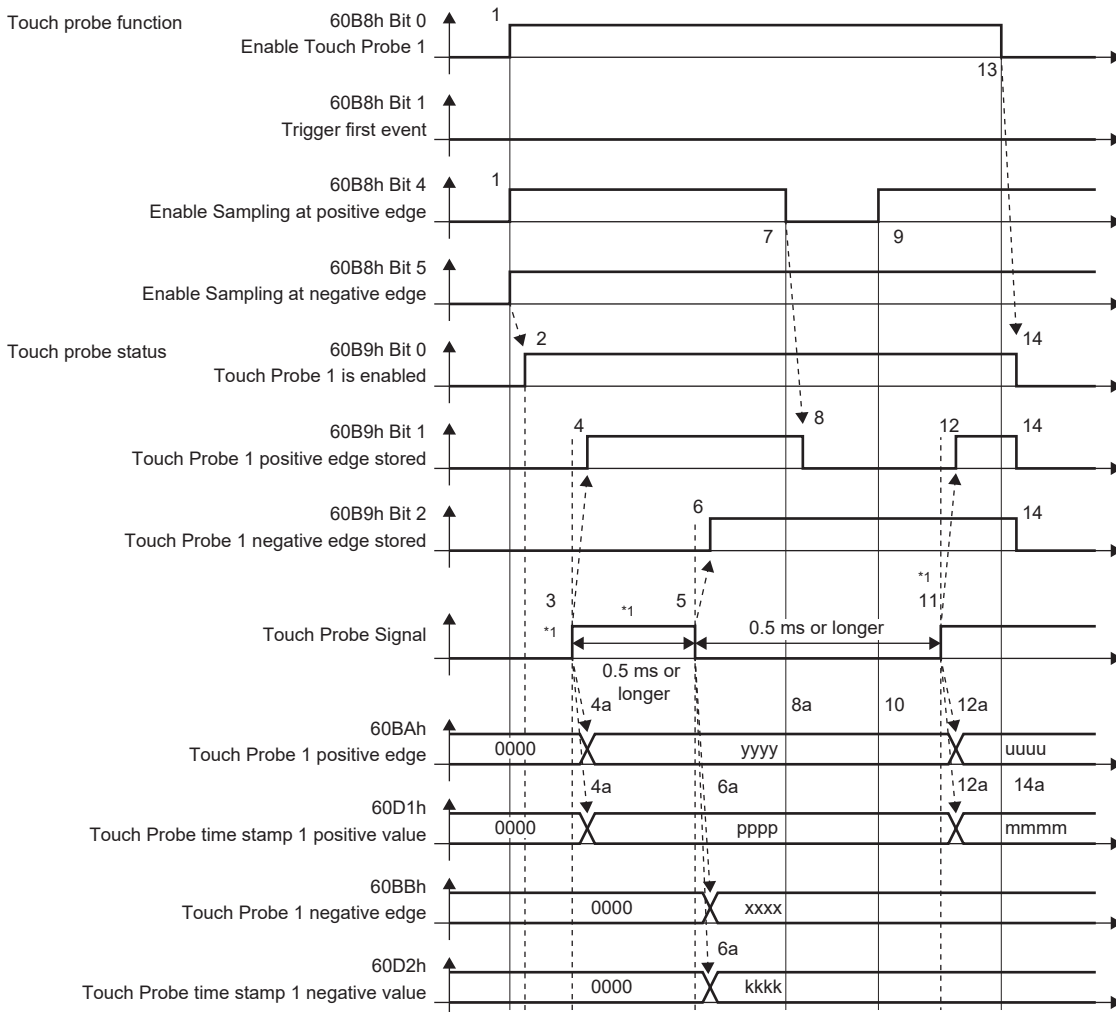 Touch probe function
60B8h Bit 0
Enable Touch Probe 1
1
13
60B8h Bit 1
Trigger first event
60B8h Bit 4
Enable Sampling at positive edge
1
7
9
60B8h Bit 5
Enable Sampling at negative edge
Touch probe status
60B9h Bit 0
Touch Probe 1 is enabled
2
14
60B9h Bit 1
Touch Probe 1 positive edge stored
4
8
12
14
60B9h Bit 2
Touch Probe 1 negative edge stored
6
14
Touch Probe Signal
3
*1
*1
5
*1
11
0.5 ms or longer
0.5 ms or
longer
4a
8a
10
12a
60BAh
Touch Probe 1 positive edge
0000
yyyy
uuuu
4a
6a
12a
14a
60D1h
Touch Probe time stamp 1 positive value
0000
pppp
mmmm
60BBh
Touch Probe 1 negative edge
0000
xxxx
6a
60D2h
Touch Probe time stamp 1 negative value
0000
kkkk